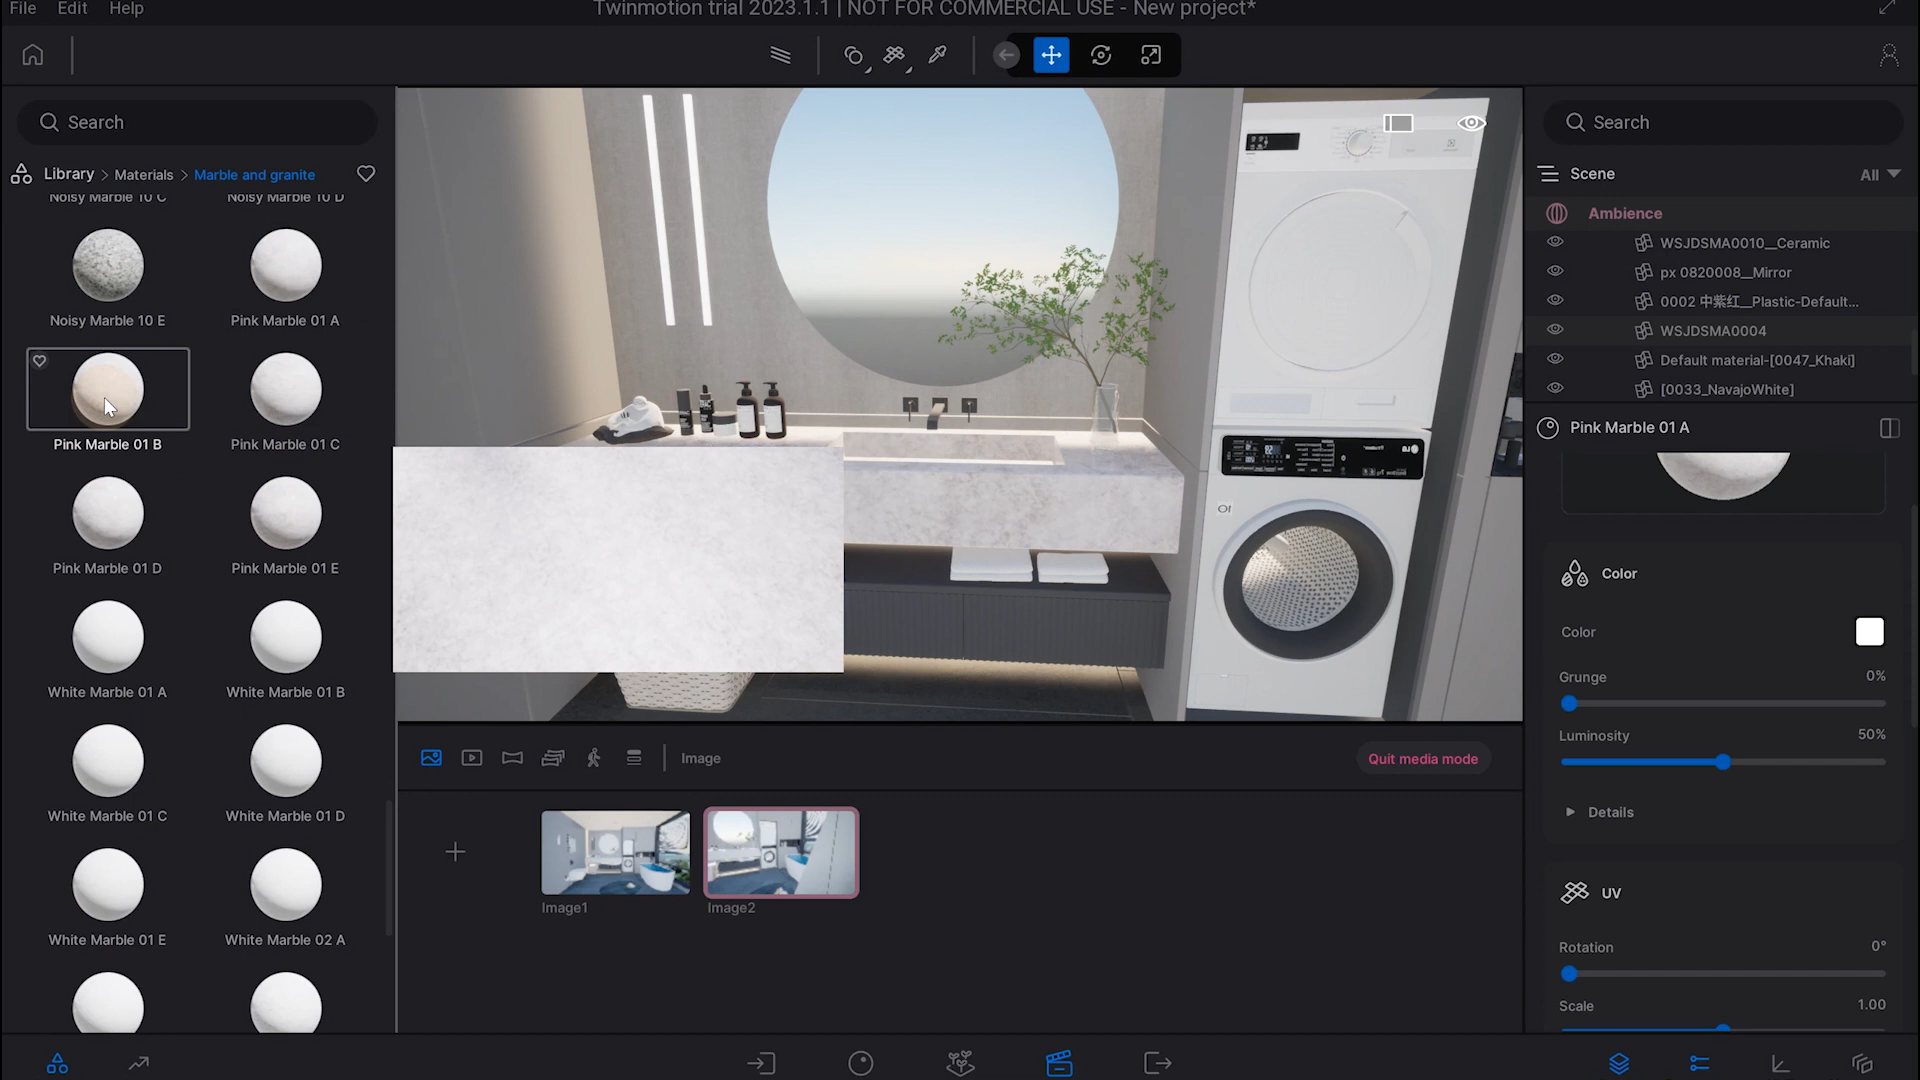 File Edit Help
Twinmotion trial 2023.1.1 | NOT FOR COMMERCIAL USE - New project*
Search
Library > Materials > Marble and granite
Noisy Marble 10 C
Noisy Marble 10 D
Noisy Marble 10 E
Pink Marble 01 A
Pink Marble 01 B
Pink Marble 01 C
Pink Marble 01 D
Pink Marble 01 E
White Marble 01 A
White Marble 01 B
White Marble 01 C
White Marble 01 D
White Marble 01 E
White Marble 02 A
Image
Quit media mode
Image1
Image2
Search
Scene
All
Ambience
WSJDSMA0010__Ceramic
px 0820008__Mirror
0002 中紫红__Plastic-Default...
WSJDSMA0004
Default material-[0047_Khaki]
[0033_NavajoWhite]
Pink Marble 01 A
Color
Color
Grunge 0%
Luminosity 50%
Details
UV
Rotation 0°
Scale 1.00